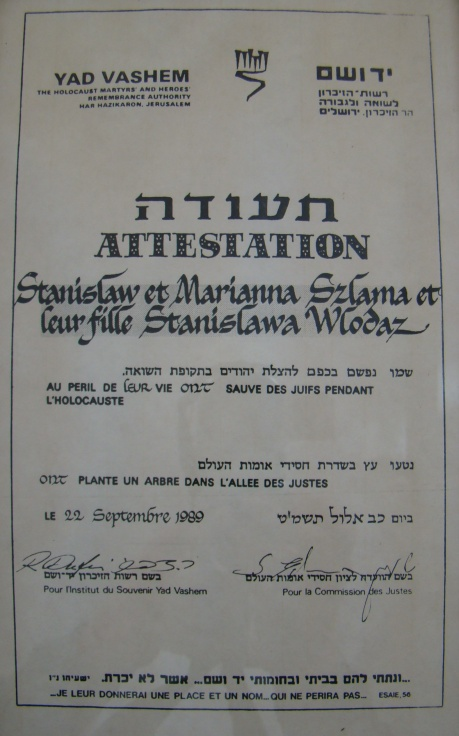 YAD VASHEM
THE HOLOCAUST MARTYRS' AND HEROES'
REMEMBRANCE AUTHORITY
HAR HAZIKARON, JERUSALEM
יד ושם
רשות-הזיכרון
לשואה ולגבורה
הר הזיכרון, ירושלים
תעודה
ATTESTATION
Stanislaw et Marianna Szlama et
leur fille Stanislawa Wlodaz
שמו נפשם בכפם להצלת יהודים בתקופת השואה.
AU PERIL DE leur VIE ont SAUVE DES JUIFS PENDANT
L'HOLOCAUSTE
נטעו עץ בשדרת חסידי אומות העולם
ont PLANTE UN ARBRE DANS L'ALLEE DES JUSTES
ביום כב אלול תשמ"ט
LE 22 Septembre 1989
בשם רשות הזיכרון יד-ושם
Pour l'Institut du Souvenir Yad Vashem
בשם הוועדה לציון חסידי אומות העולם
Pour la Commission des Justes
...ונתתי להם בביתי ובחומותי יד ושם... אשר לא יכרת. ישעיהו נ"ו
...JE LEUR DONNERAI UNE PLACE ET UN NOM...QUI NE PERIRA PAS... ESAIE, 56